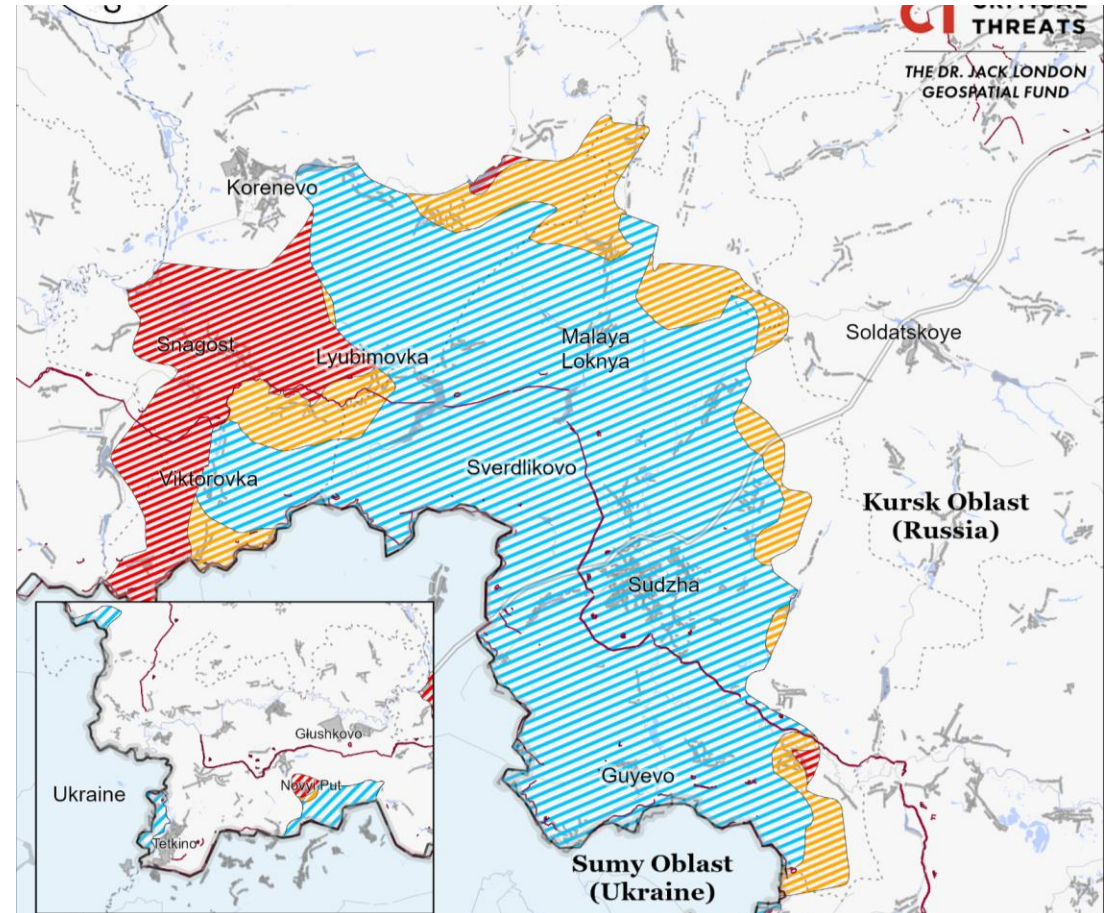 THREATS
THE DR. JACK LONDON
GEOSPATIAL FUND
Korenevo
Snagost
Lyubimovka
Malaya
Loknya
Soldatskoye
Viktorovka
Sverdlikovo
Kursk Oblast
(Russia)
Sudzha
Guyevo
Sumy Oblast
(Ukraine)
Glushkovo
Ukraine
Novyi Put
Tetkino